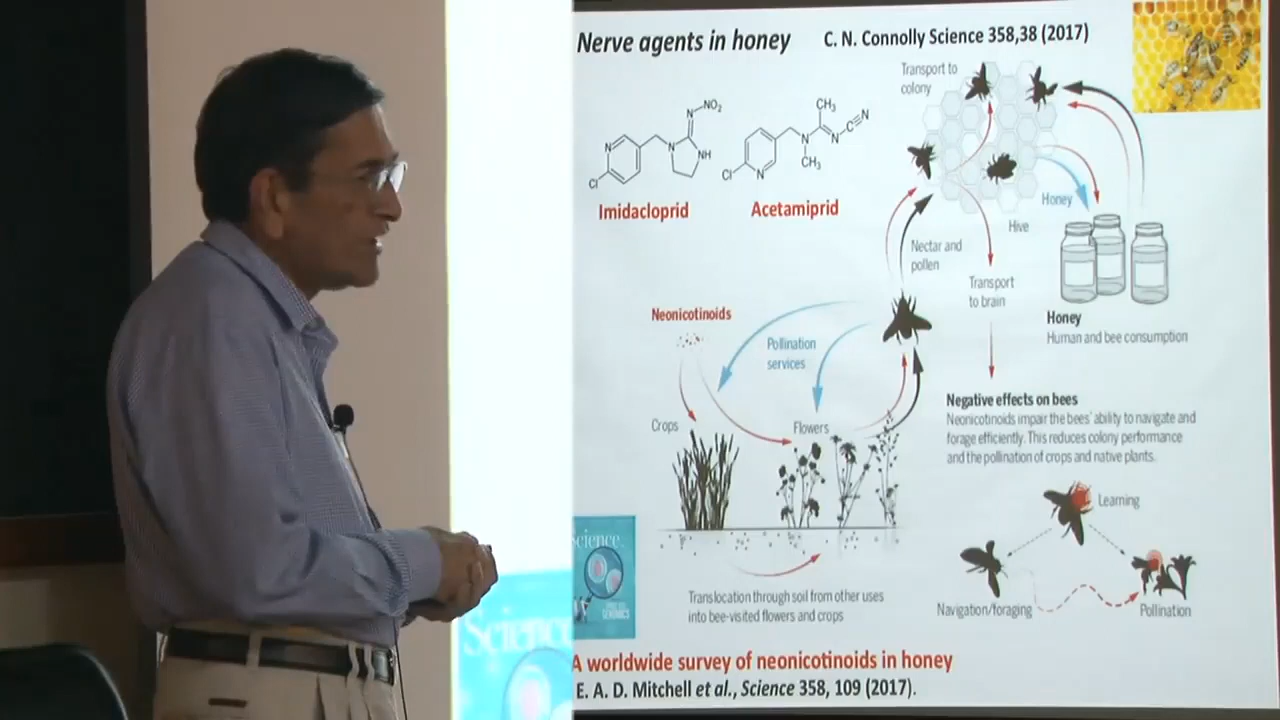 Nerve agents in honey
C. N. Connolly Science 358,38 (2017)
Transport to
colony
N
NO2
N
N
NH
Cl
Imidacloprid
CH3
N
N
C≡N
CH3
Cl
N
Acetamiprid
Honey
Hive
Nectar and
pollen
Transport
to brain
Honey
Human and bee consumption
Neonicotinoids
Pollination
services
Crops
Flowers
Negative effects on bees
Neonicotinoids impair the bees' ability to navigate and
forage efficiently. This reduces colony performance
and the pollination of crops and native plants.
Learning
Navigation/foraging
Pollination
Translocation through soil from other uses
into bee-visited flowers and crops
Science
Science
A worldwide survey of neonicotinoids in honey
E. A. D. Mitchell et al., Science 358, 109 (2017).